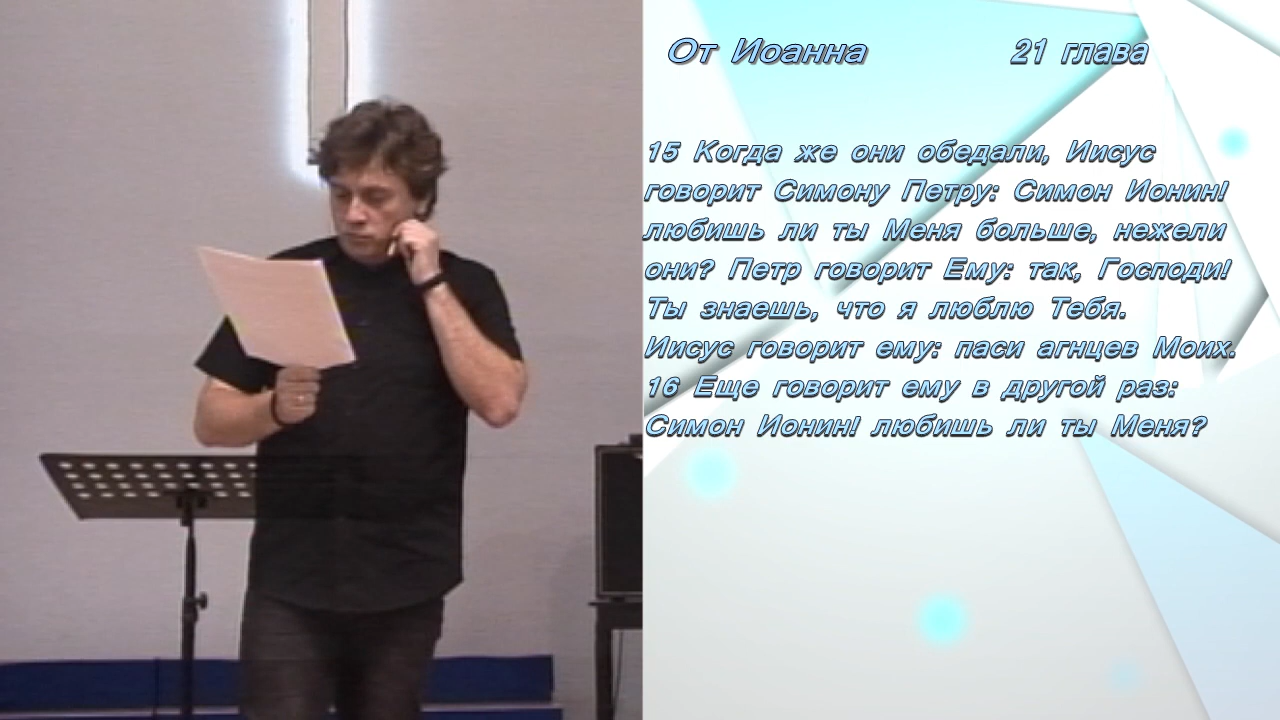 От Иоанна 21 глава
15 Когда же они обедали, Иисус
говорит Симону Петру: Симон Ионин!
любишь ли ты Меня больше, нежели
они? Петр говорит Ему: так, Господи!
Ты знаешь, что я люблю Тебя.
Иисус говорит ему: паси агнцев Моих.
16 Еще говорит ему в другой раз:
Симон Ионин! любишь ли ты Меня?